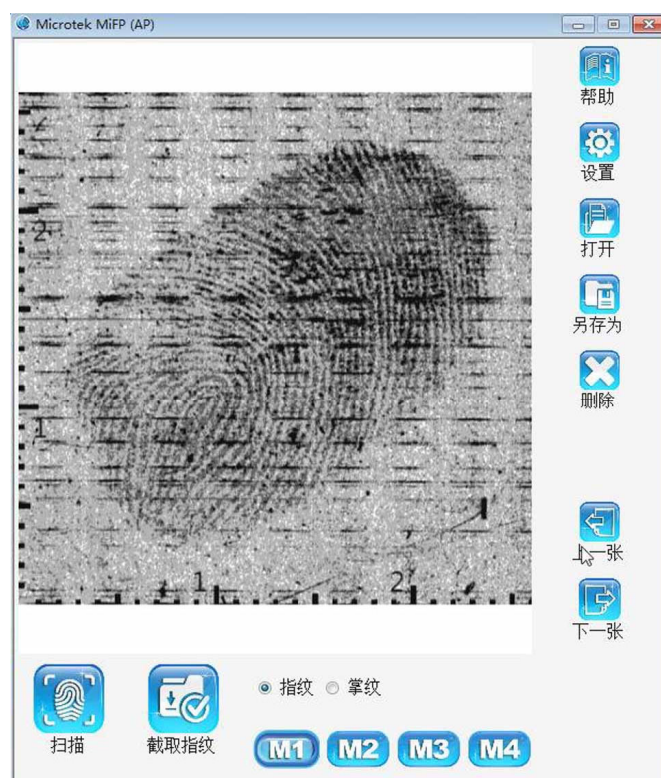 Microtek MiFP (AP)
帮助
设置
打开
另存为
删除
上一张
下一张
2
1
1
2
扫描
截取指纹
指纹
掌纹
M1
M2
M3
M4